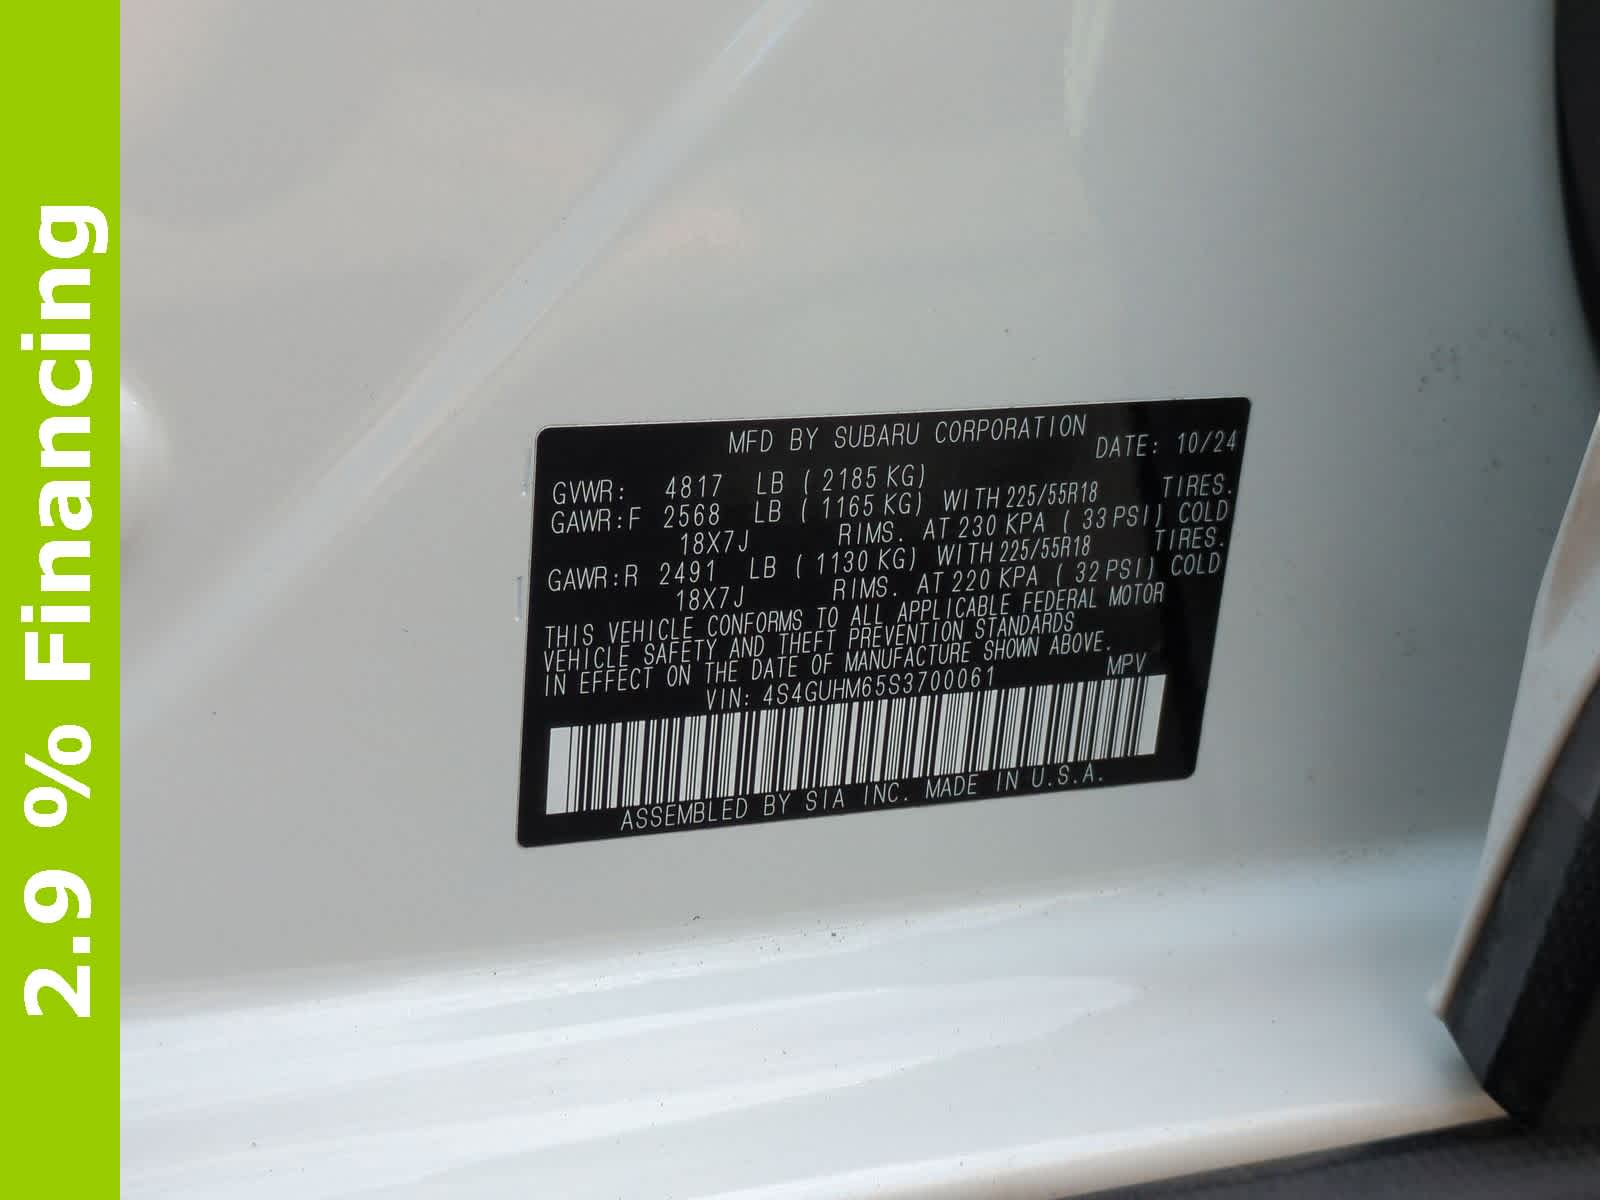 2.9 % Financing
MFD BY SUBARU CORPORATION DATE: 10/24
GVWR: 4817 LB ( 2185 KG)
GAWR:F 2568 LB ( 1165 KG) WITH 225/55R18 TIRES.
18X7J RIMS. AT 230 KPA ( 33 PSI) COLD
GAWR:R 2491 LB ( 1130 KG) WITH 225/55R18 TIRES.
18X7J RIMS. AT 220 KPA ( 32 PSI) COLD
THIS VEHICLE CONFORMS TO ALL APPLICABLE FEDERAL MOTOR
VEHICLE SAFETY AND THEFT PREVENTION STANDARDS
IN EFFECT ON THE DATE OF MANUFACTURE SHOWN ABOVE.
VIN: 4S4GUHM65S3700061 MPV
ASSEMBLED BY SIA INC. MADE IN U.S.A.